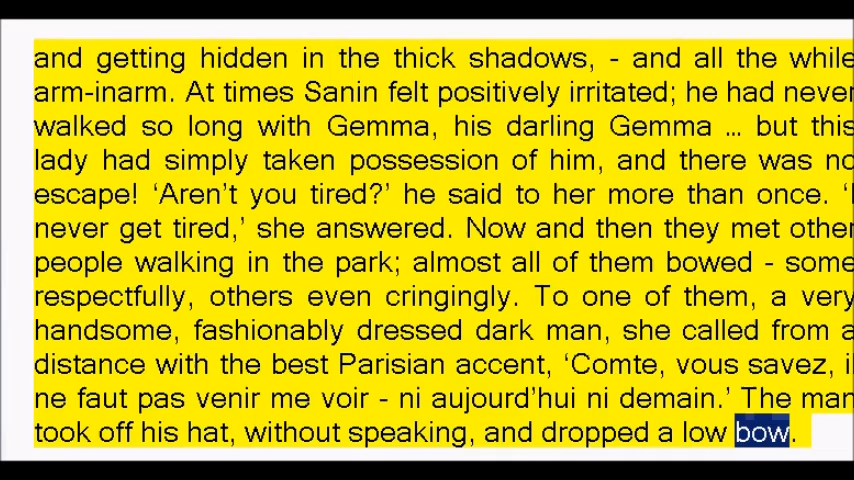 and getting hidden in the thick shadows, - and all the while
arm-inarm. At times Sanin felt positively irritated; he had never
walked so long with Gemma, his darling Gemma ... but this
lady had simply taken possession of him, and there was no
escape! ‘Aren’t you tired?’ he said to her more than once. ‘I
never get tired,’ she answered. Now and then they met other
people walking in the park; almost all of them bowed - some
respectfully, others even cringingly. To one of them, a very
handsome, fashionably dressed dark man, she called from a
distance with the best Parisian accent, ‘Comte, vous savez, i
ne faut pas venir me voir - ni aujourd’hui ni demain.’ The man
took off his hat, without speaking, and dropped a low bow.